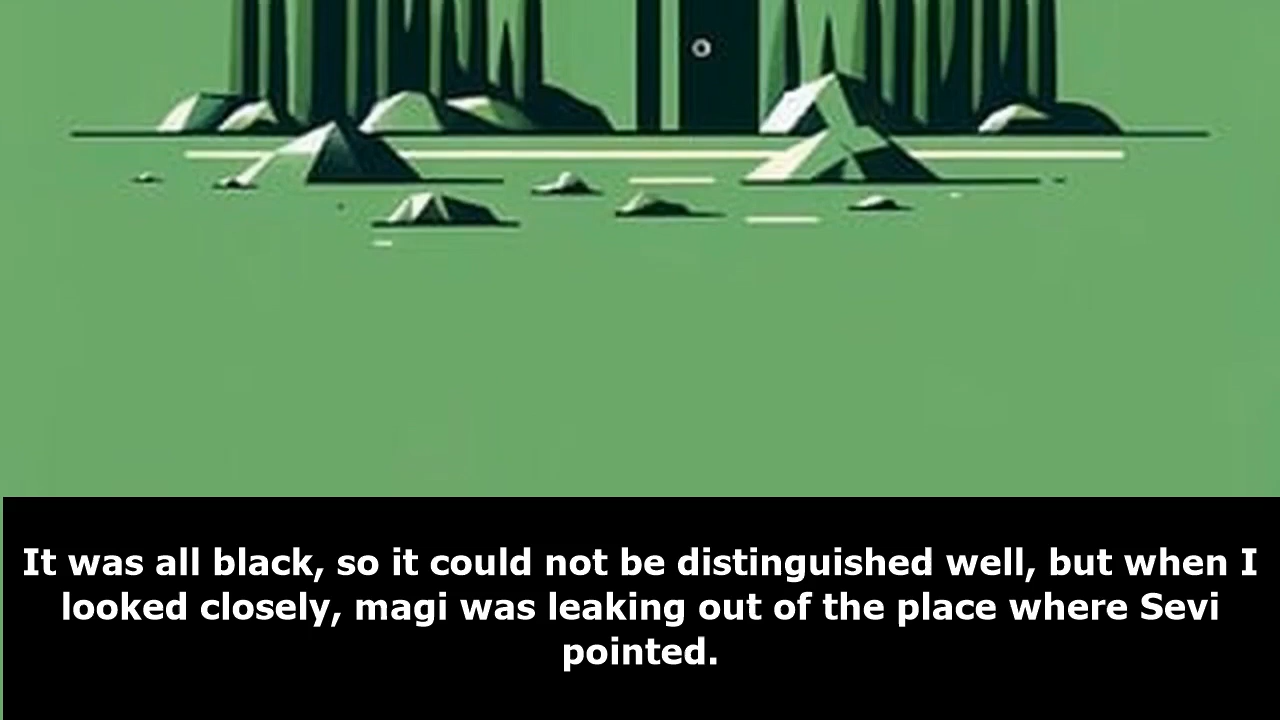 It was all black, so it could not be distinguished well, but when I
looked closely, magi was leaking out of the place where Sevi
pointed.